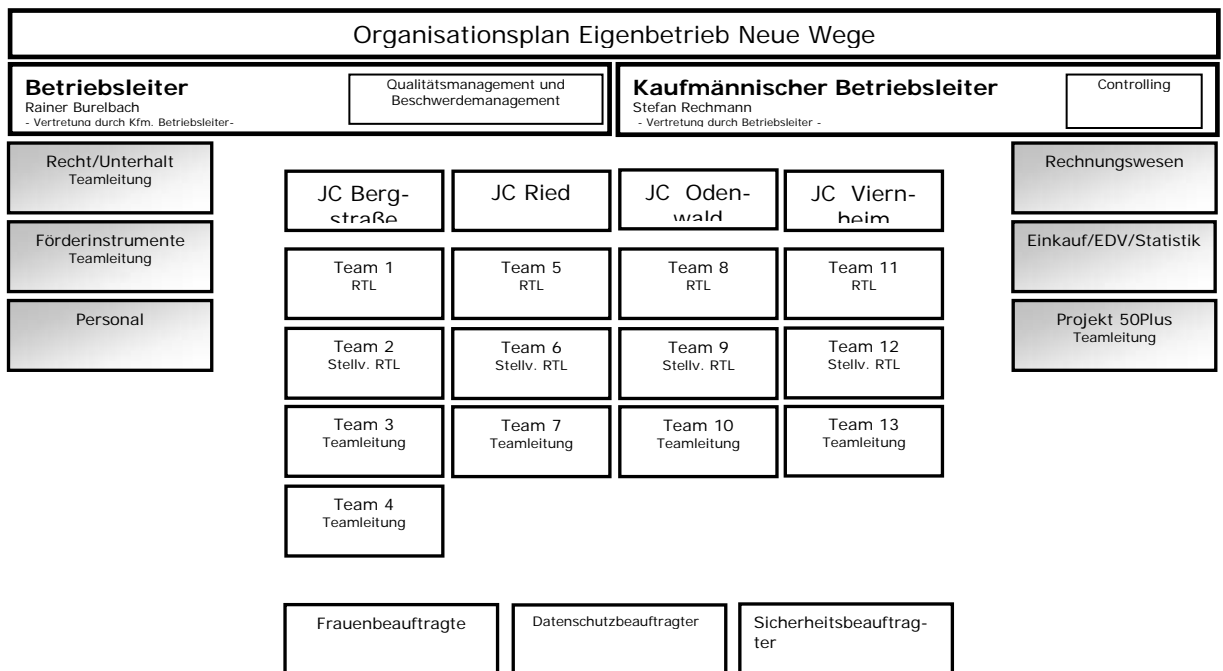 Organisationsplan Eigenbetrieb Neue Wege
Betriebsleiter
Rainer Burelbach
- Vertretung durch Kfm. Betriebsleiter-
Qualitätsmanagement und
Beschwerdemanagement
Kaufmännischer Betriebsleiter
Stefan Rechmann
- Vertretung durch Betriebsleiter -
Controlling
Recht/Unterhalt
Teamleitung
Förderinstrumente
Teamleitung
Personal
JC Berg-
straße
Team 1
RTL
Team 2
Stellv. RTL
Team 3
Teamleitung
Team 4
Teamleitung
JC Ried
Team 5
RTL
Team 6
Stellv. RTL
Team 7
Teamleitung
JC Oden-
wald
Team 8
RTL
Team 9
Stellv. RTL
Team 10
Teamleitung
JC Viern-
heim
Team 11
RTL
Team 12
Stellv. RTL
Team 13
Teamleitung
Rechnungswesen
Einkauf/EDV/Statistik
Projekt 50Plus
Teamleitung
Frauenbeauftragte
Datenschutzbeauftragter
Sicherheitsbeauftrag-
ter